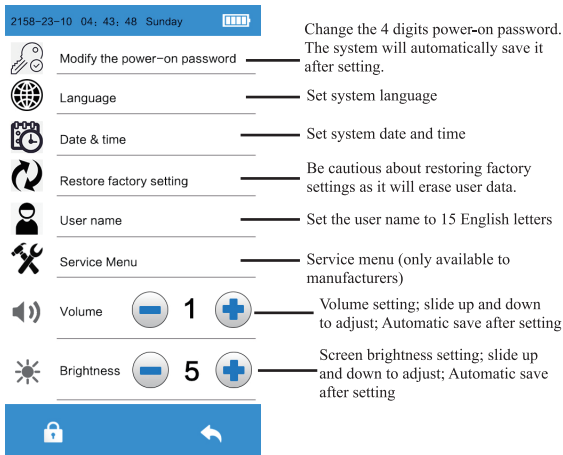 2158-23-10 04; 43; 48 Sunday
Modify the power-on password
Change the 4 digits power-on password.
The system will automatically save it
after setting.
Language
Set system language
Date & time
Set system date and time
Restore factory setting
Be cautious about restoring factory
settings as it will erase user data.
User name
Set the user name to 15 English letters
Service Menu
Service menu (only available to
manufacturers)
Volume 1
Volume setting; slide up and down
to adjust; Automatic save after setting
Brightness 5
Screen brightness setting; slide up
and down to adjust; Automatic save
after setting